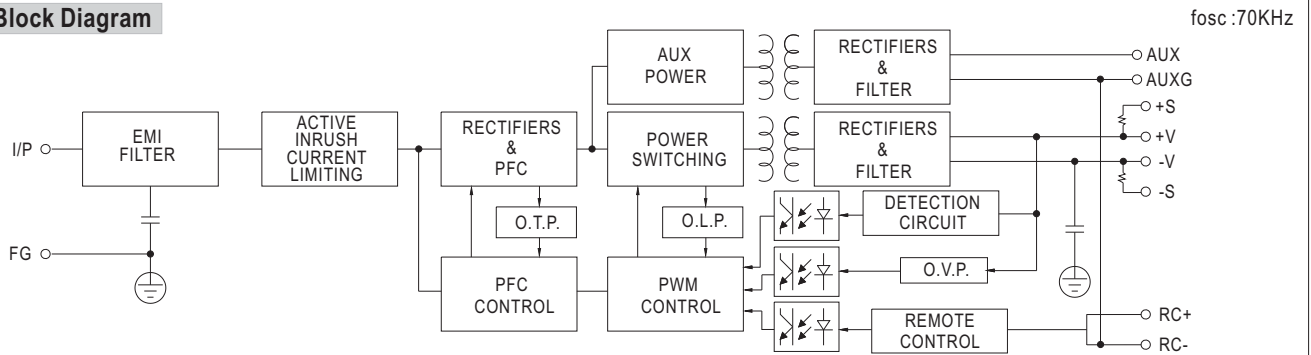 Block Diagram
fosc :70KHz
AUX
POWER
RECTIFIERS
&
FILTER
AUX
AUXG
+S
+V
-V
-S
I/P
EMI
FILTER
ACTIVE
INRUSH
CURRENT
LIMITING
RECTIFIERS
&
PFC
POWER
SWITCHING
RECTIFIERS
&
FILTER
O.T.P.
O.L.P.
DETECTION
CIRCUIT
FG
PFC
CONTROL
PWM
CONTROL
O.V.P.
REMOTE
CONTROL
RC+
RC-